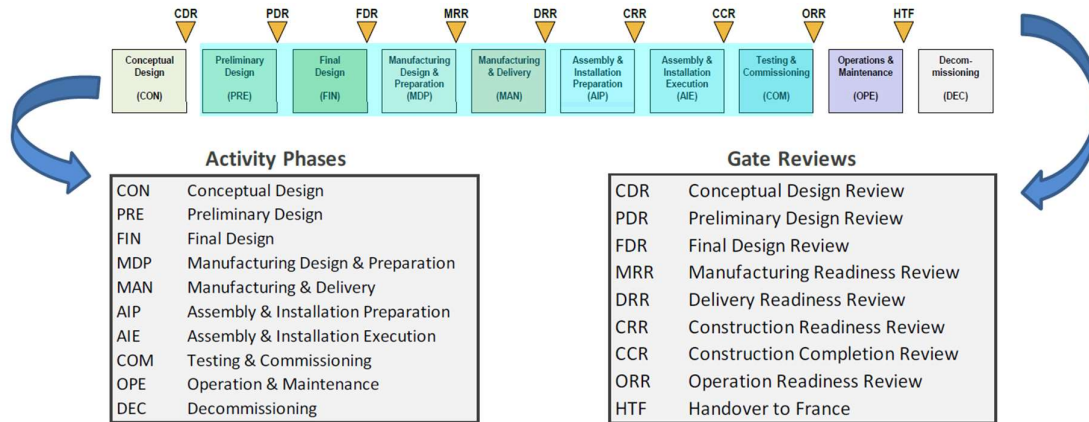 CDR PDR FDR MRR DRR CRR CCR ORR HTF
Conceptual
Design
(CON)
Preliminary
Design
(PRE)
Final
Design
(FIN)
Manufacturing
Design &
Preparation
(MDP)
Manufacturing
& Delivery
(MAN)
Assembly &
Installation
Preparation
(AIP)
Assembly &
Installation
Execution
(AIE)
Testing &
Commissioning
(COM)
Operations &
Maintenance
(OPE)
Decom-
missioning
(DEC)
Activity Phases
CON Conceptual Design
PRE Preliminary Design
FIN Final Design
MDP Manufacturing Design & Preparation
MAN Manufacturing & Delivery
AIP Assembly & Installation Preparation
AIE Assembly & Installation Execution
COM Testing & Commissioning
OPE Operation & Maintenance
DEC Decommissioning
Gate Reviews
CDR Conceptual Design Review
PDR Preliminary Design Review
FDR Final Design Review
MRR Manufacturing Readiness Review
DRR Delivery Readiness Review
CRR Construction Readiness Review
CCR Construction Completion Review
ORR Operation Readiness Review
HTF Handover to France